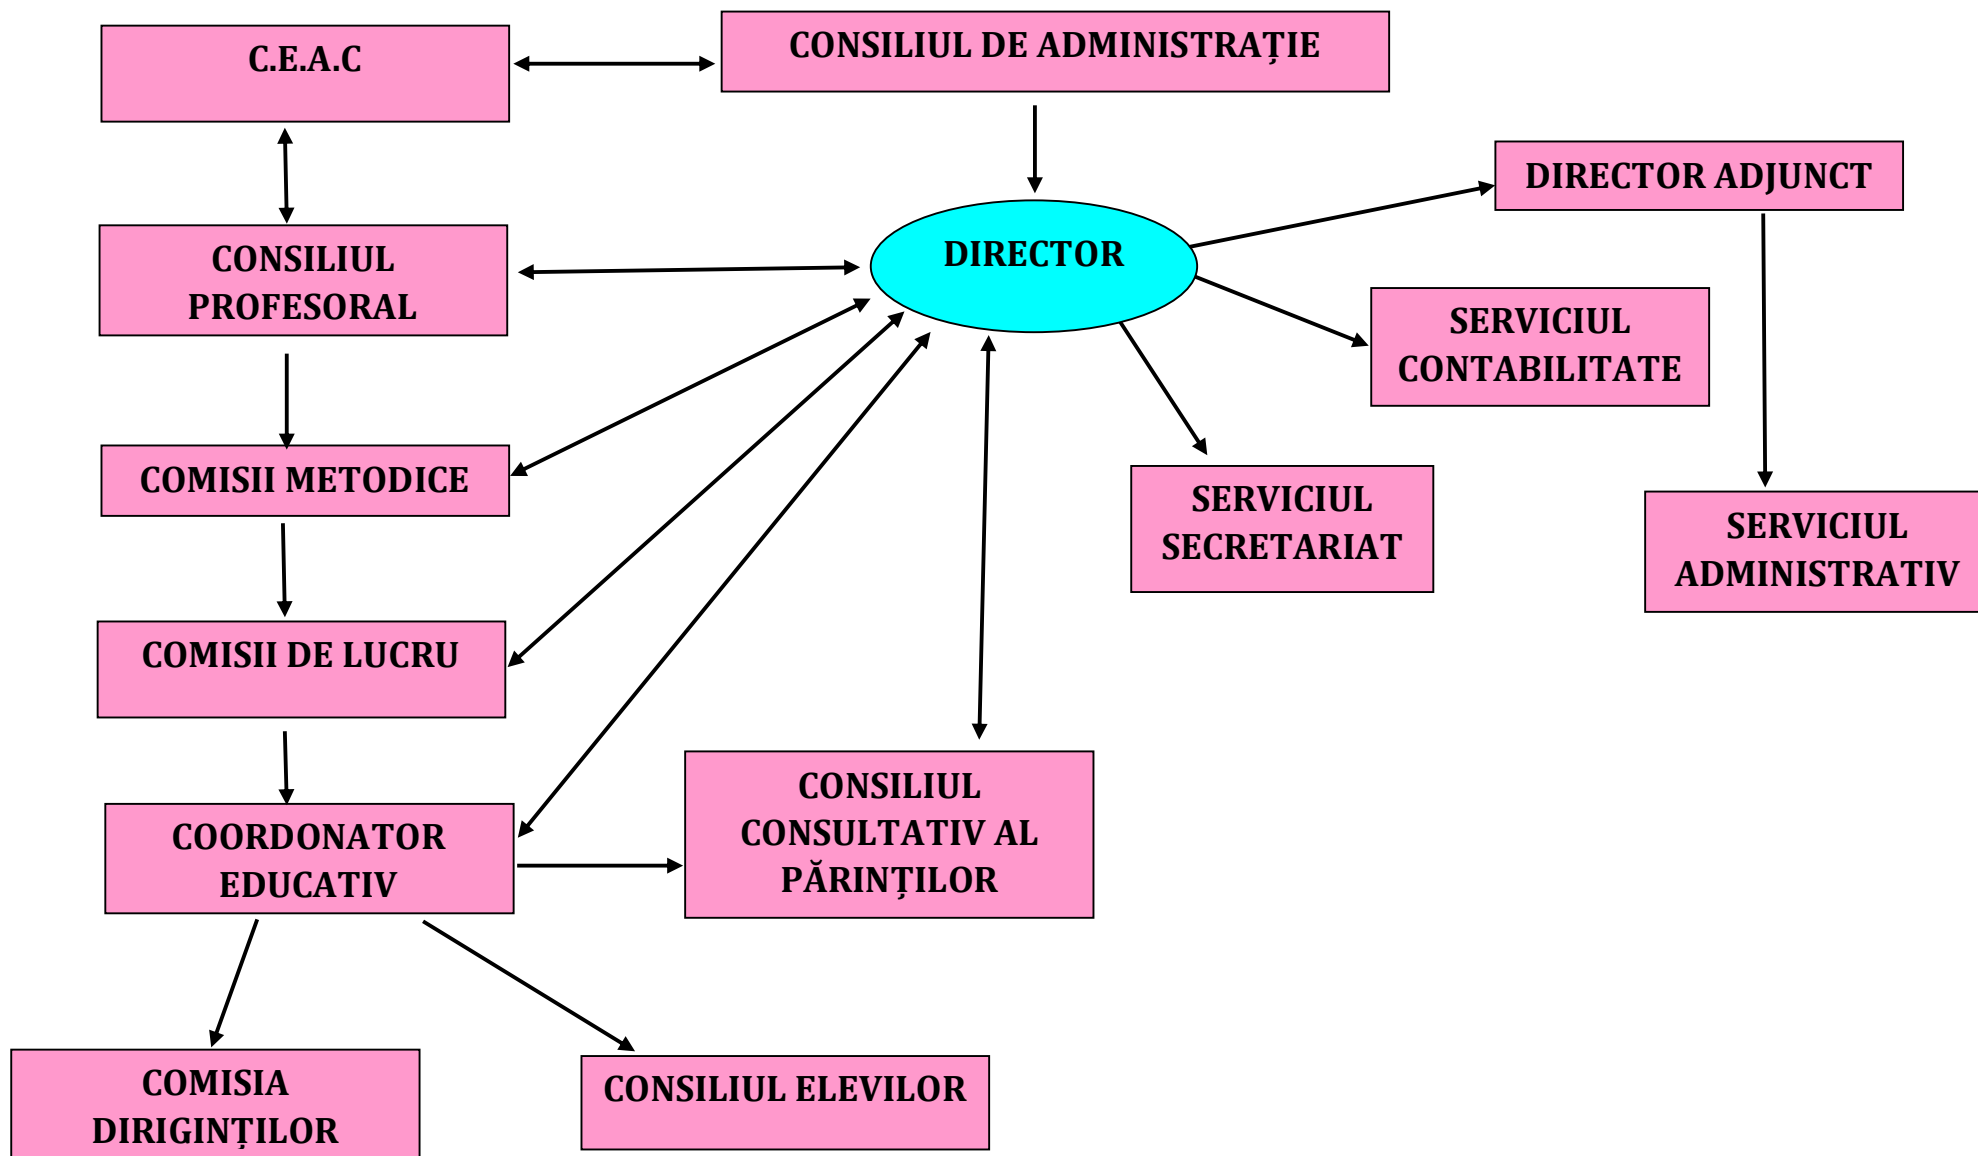 C.E.A.C
CONSILIUL DE ADMINISTRAȚIE
DIRECTOR ADJUNCT
DIRECTOR
CONSILIUL
PROFESORAL
SERVICIUL
CONTABILITATE
COMISII METODICE
SERVICIUL
SECRETARIAT
SERVICIUL
ADMINISTRATIV
COMISII DE LUCRU
CONSILIUL
CONSULTATIV AL
PĂRINȚILOR
COORDONATOR
EDUCATIV
COMISIA
DIRIGINȚILOR
CONSILIUL ELEVILOR